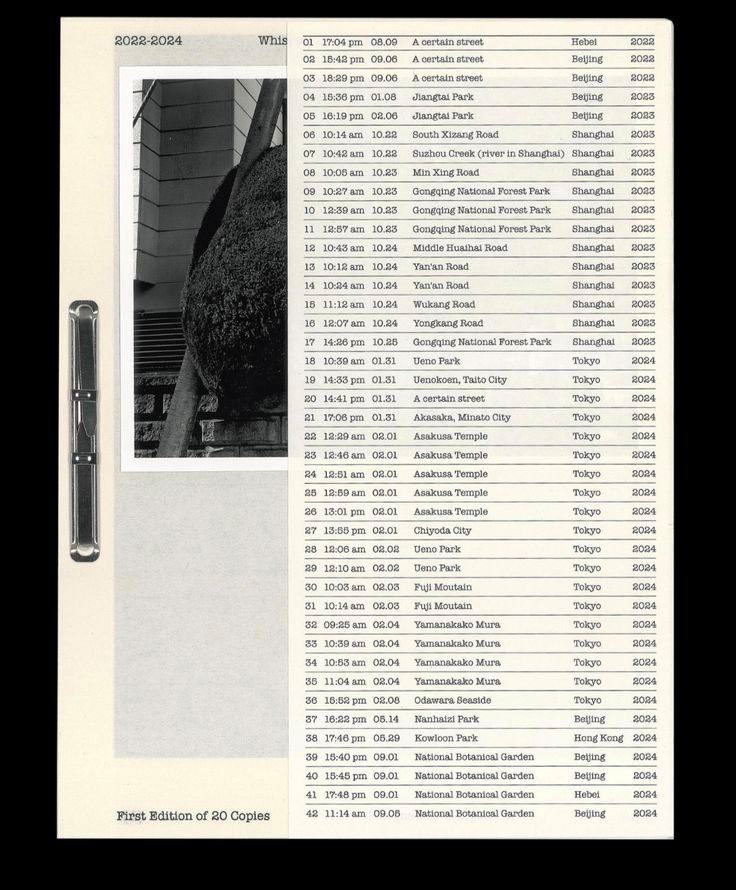 2022-2024 Whis
01 17:04 pm 08.09 A certain street Hebei 2022
02 15:42 pm 09.06 A certain street Beijing 2022
03 18:29 pm 09.06 A certain street Beijing 2022
04 15:36 pm 01.08 Jiangtai Park Beijing 2023
05 16:19 pm 02.06 Jiangtai Park Beijing 2023
06 10:14 am 10.22 South Xizang Road Shanghai 2023
07 10:42 am 10.22 Suzhou Creek (river in Shanghai) Shanghai 2023
08 10:05 am 10.23 Min Xing Road Shanghai 2023
09 10:27 am 10.23 Gongqing National Forest Park Shanghai 2023
10 12:39 am 10.23 Gongqing National Forest Park Shanghai 2023
11 12:57 am 10.23 Gongqing National Forest Park Shanghai 2023
12 10:43 am 10.24 Middle Huaihai Road Shanghai 2023
13 10:12 am 10.24 Yan'an Road Shanghai 2023
14 10:24 am 10.24 Yan'an Road Shanghai 2023
15 11:12 am 10.24 Wukang Road Shanghai 2023
16 12:07 am 10.24 Yongkang Road Shanghai 2023
17 14:26 pm 10.25 Gongqing National Forest Park Shanghai 2023
18 10:39 am 01.31 Ueno Park Tokyo 2024
19 14:33 pm 01.31 Uenokoen, Taito City Tokyo 2024
20 14:41 pm 01.31 A certain street Tokyo 2024
21 17:06 pm 01.31 Akasaka, Minato City Tokyo 2024
22 12:29 am 02.01 Asakusa Temple Tokyo 2024
23 12:46 am 02.01 Asakusa Temple Tokyo 2024
24 12:51 am 02.01 Asakusa Temple Tokyo 2024
25 12:59 am 02.01 Asakusa Temple Tokyo 2024
26 13:01 pm 02.01 Asakusa Temple Tokyo 2024
27 13:55 pm 02.01 Chiyoda City Tokyo 2024
28 12:06 am 02.02 Ueno Park Tokyo 2024
29 12:10 am 02.02 Ueno Park Tokyo 2024
30 10:03 am 02.03 Fuji Moutain Tokyo 2024
31 10:14 am 02.03 Fuji Moutain Tokyo 2024
32 09:25 am 02.04 Yamanakako Mura Tokyo 2024
33 10:39 am 02.04 Yamanakako Mura Tokyo 2024
34 10:53 am 02.04 Yamanakako Mura Tokyo 2024
35 11:04 am 02.04 Yamanakako Mura Tokyo 2024
36 15:52 pm 02.08 Odawara Seaside Tokyo 2024
37 16:22 pm 05.14 Nanhaizi Park Beijing 2024
38 17:46 pm 05.29 Kowloon Park Hong Kong 2024
39 15:40 pm 09.01 National Botanical Garden Beijing 2024
40 15:45 pm 09.01 National Botanical Garden Beijing 2024
41 17:48 pm 09.01 National Botanical Garden Hebei 2024
42 11:14 am 09.05 National Botanical Garden Beijing 2024
First Edition of 20 Copies